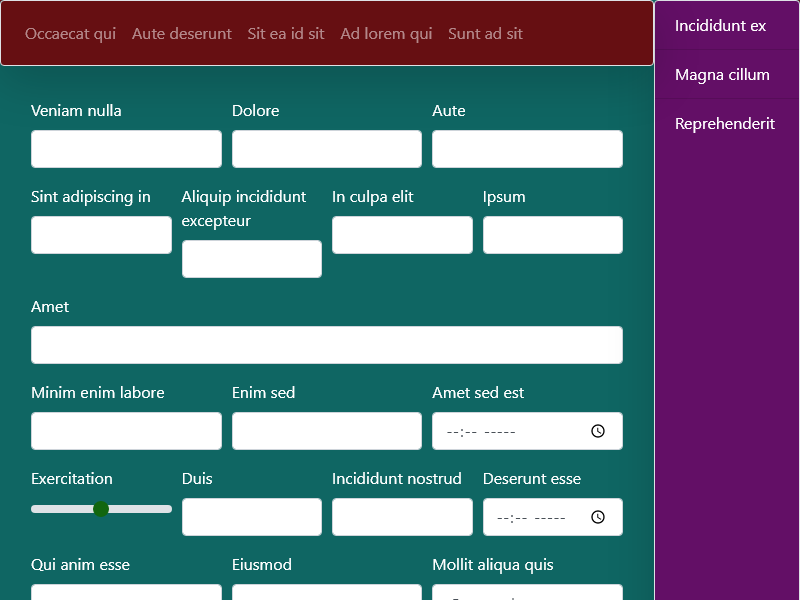 Occaecat qui Aute deserunt Sit ea id sit Ad lorem qui Sunt ad sit
Incididunt ex
Magna cillum
Reprehenderit
Veniam nulla Dolore Aute
Sint adipiscing in Aliquip incididunt excepteur In culpa elit Ipsum
Amet
Minim enim labore Enim sed Amet sed est
--:-- -----
Exercitation Duis Incididunt nostrud Deserunt esse
--:-- -----
Qui anim esse Eiusmod Mollit aliqua quis